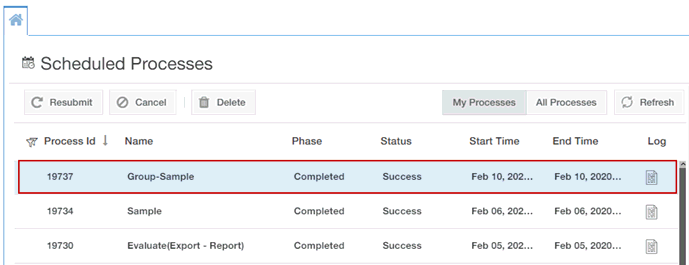 Scheduled Processes
Resubmit Cancel Delete My Processes All Processes Refresh
Process Id ↓ Name Phase Status Start Time End Time Log
19737 Group-Sample Completed Success Feb 10, 202... Feb 10, 2020...
19734 Sample Completed Success Feb 06, 202... Feb 06, 2020...
19730 Evaluate(Export - Report) Completed Success Feb 05, 202... Feb 05, 2020...